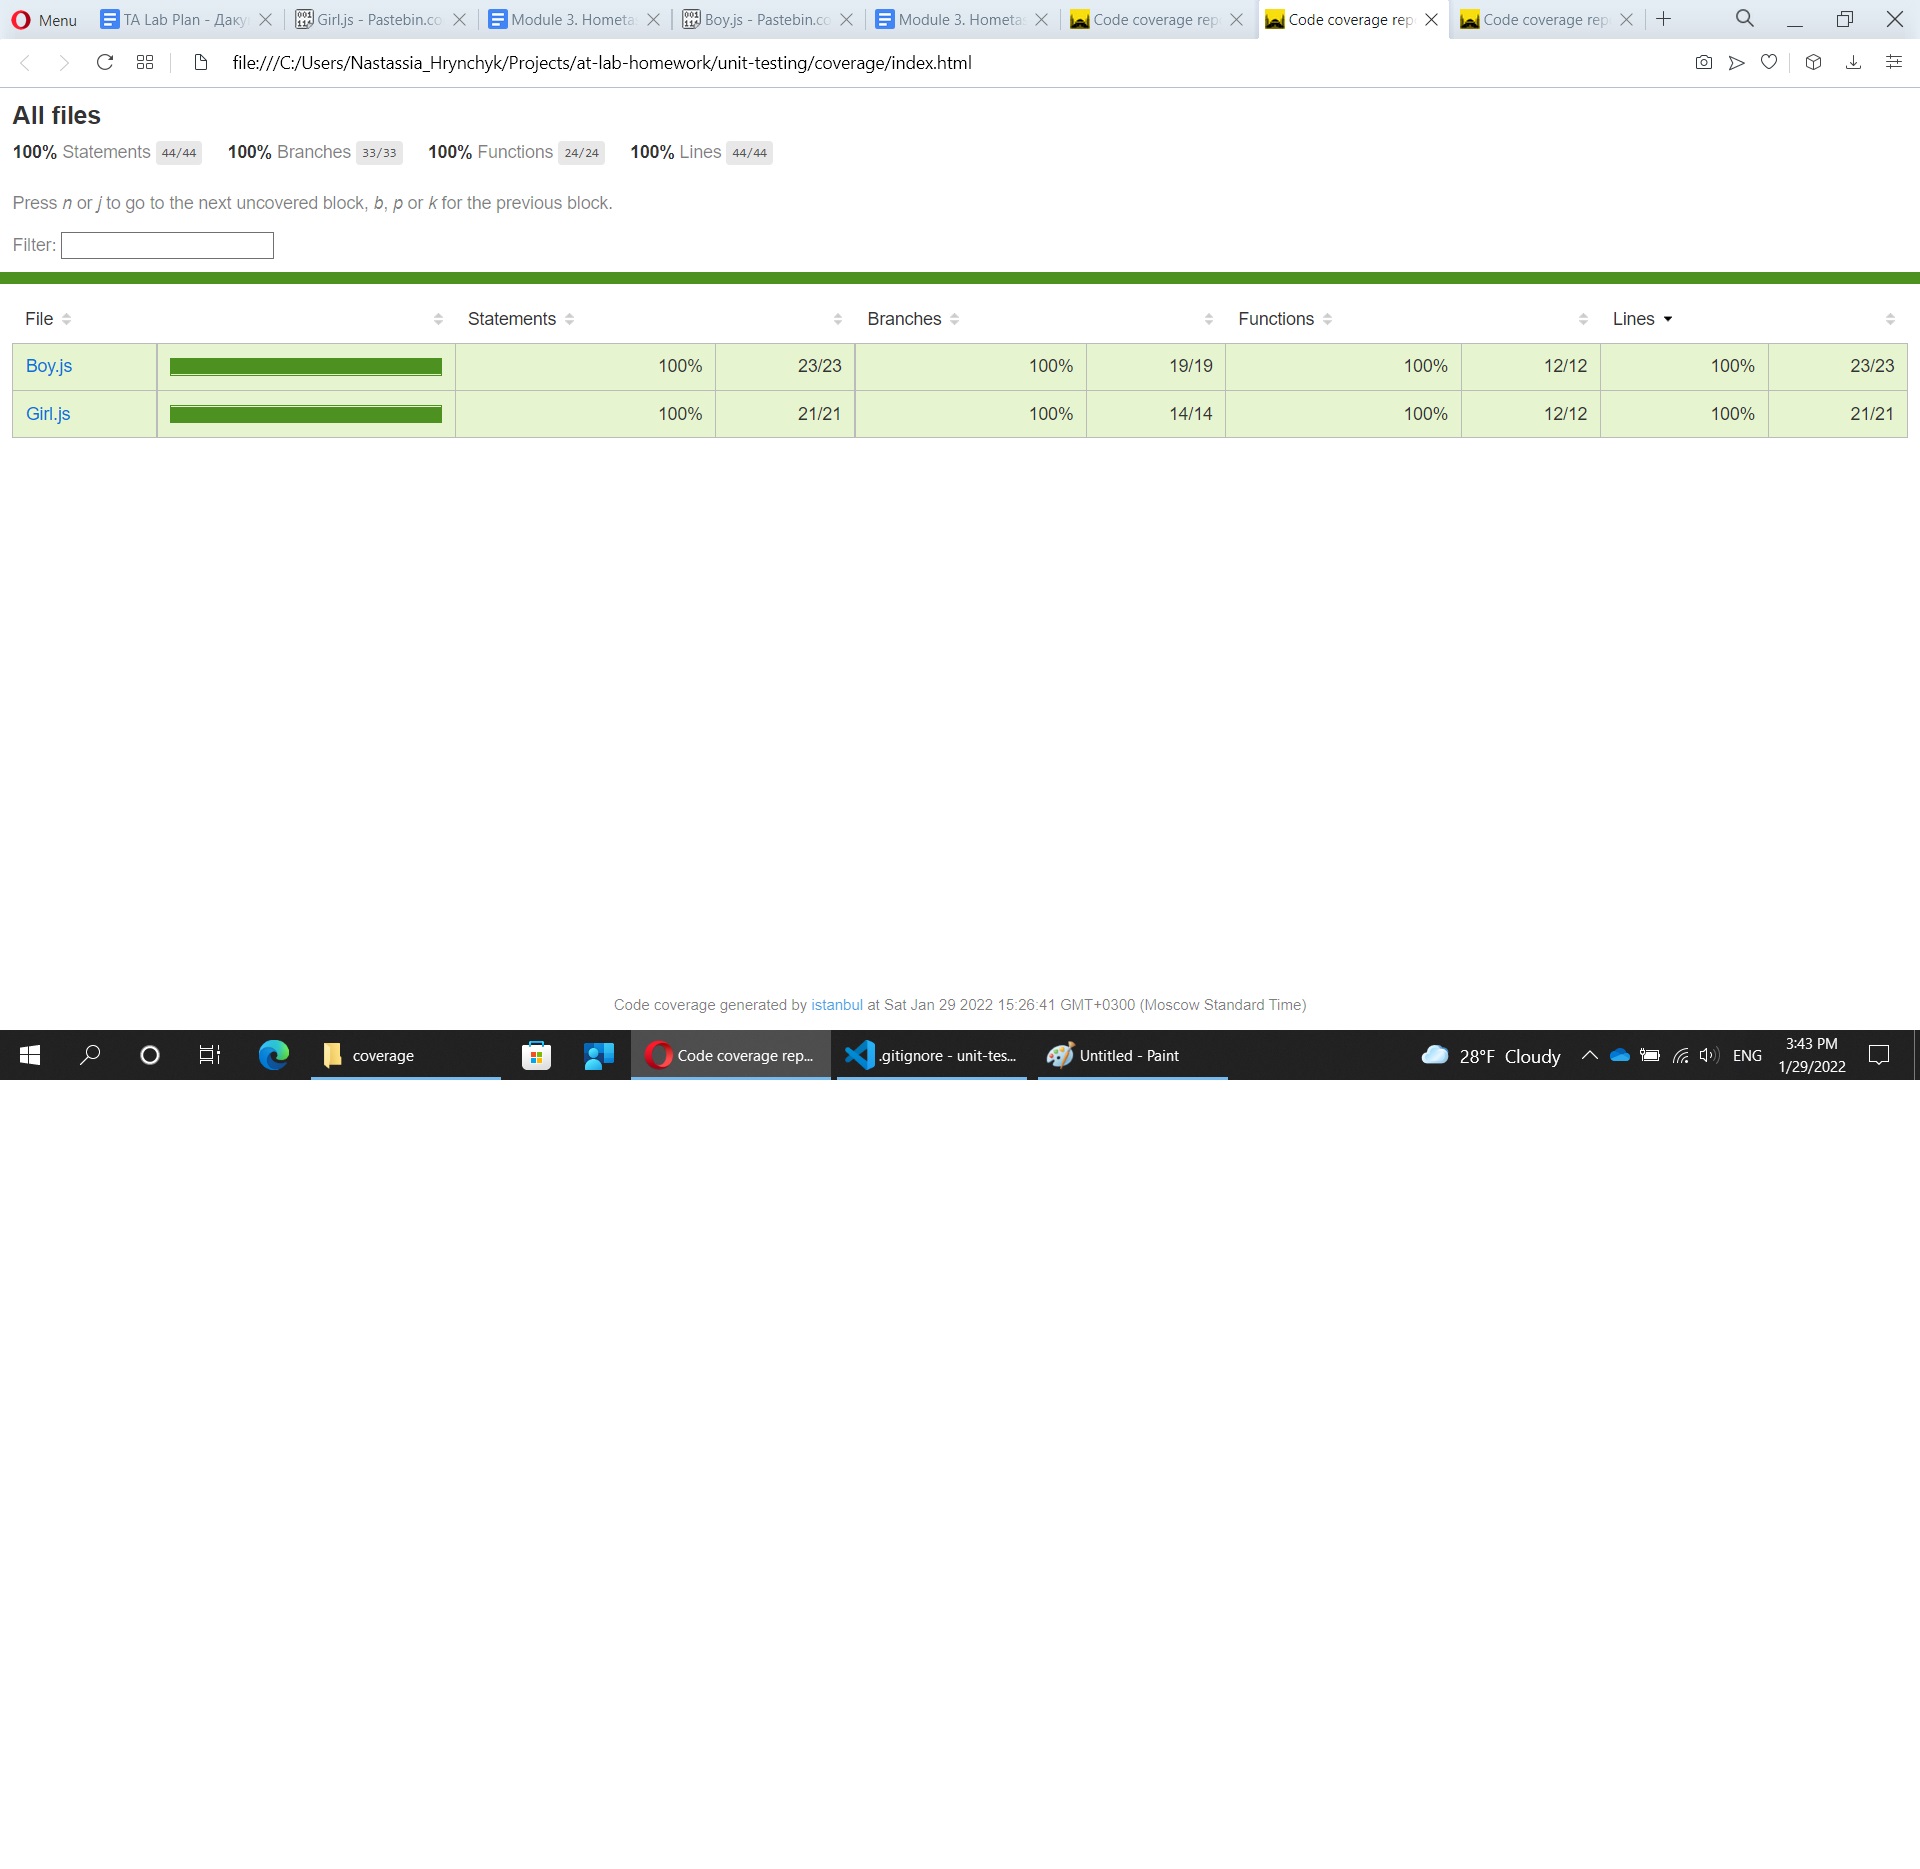 Menu TA Lab Plan - Даку Girl.js - Pastebin.co Module 3. Hometa Boy.js - Pastebin.co Module 3. Hometa Code coverage rep Code coverage rep Code coverage rep
file:///C:/Users/Nastassia_Hrynchyk/Projects/at-lab-homework/unit-testing/coverage/index.html
All files
100% Statements 44/44 100% Branches 33/33 100% Functions 24/24 100% Lines 44/44
Press n or j to go to the next uncovered block, b, p or k for the previous block.
Filter:
File Statements Branches Functions Lines
Boy.js 100% 23/23 100% 19/19 100% 12/12 100% 23/23
Girl.js 100% 21/21 100% 14/14 100% 12/12 100% 21/21
Code coverage generated by istanbul at Sat Jan 29 2022 15:26:41 GMT+0300 (Moscow Standard Time)
coverage Code coverage rep... .gitignore - unit-tes... Untitled - Paint 28°F Cloudy ENG 3:43 PM
1/29/2022